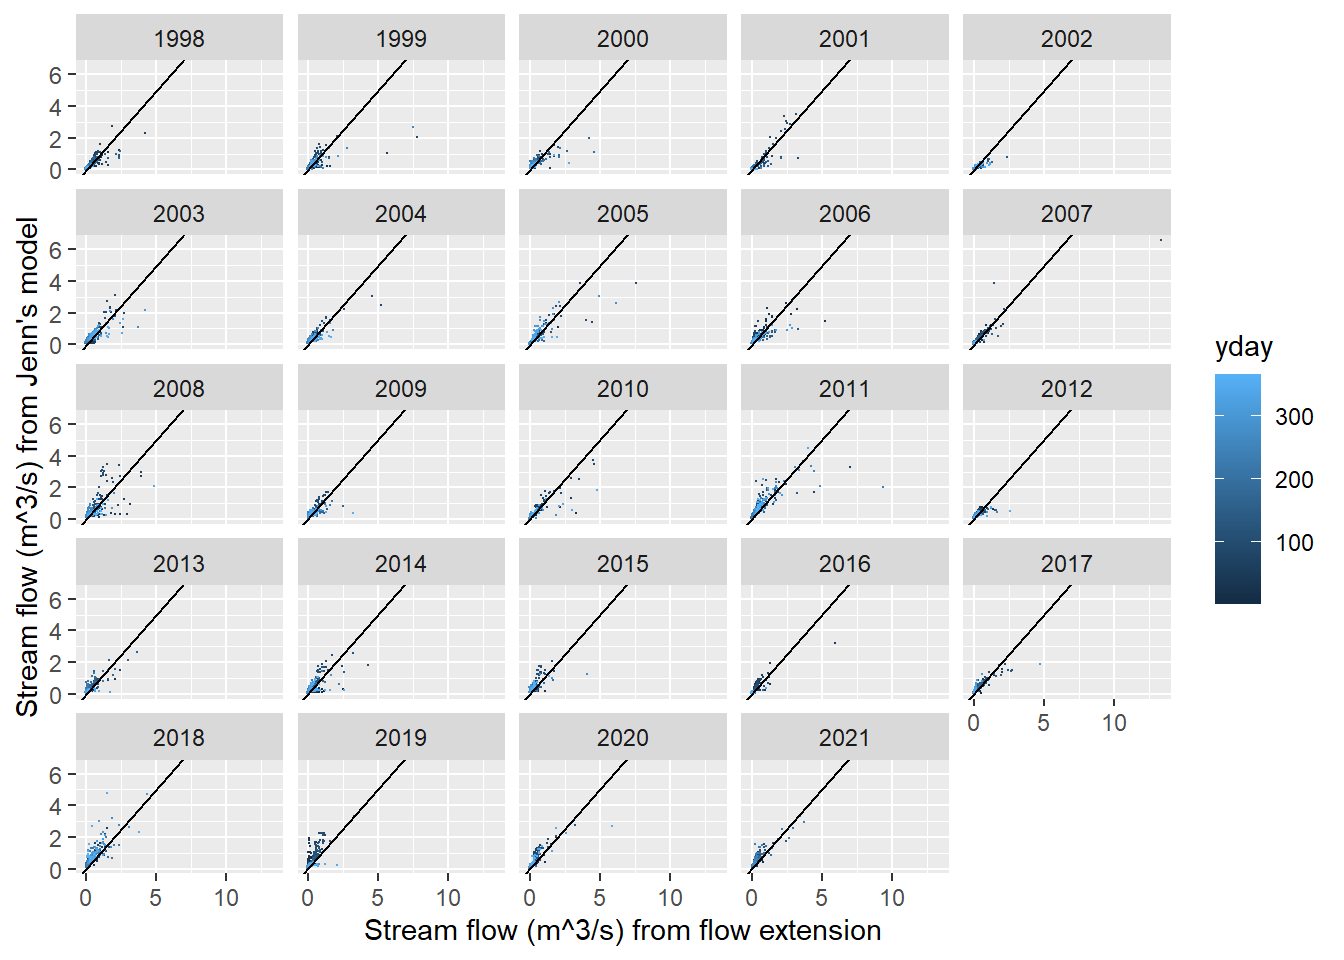 1998 1999 2000 2001 2002
6
4
2
0
2003 2004 2005 2006 2007
6
4
2
0
2008 2009 2010 2011 2012
6
4
2
0
2013 2014 2015 2016 2017
6
4
2
0
0 5 10
2018 2019 2020 2021
6
4
2
0
0 5 10 0 5 10 0 5 10 0 5 10
Stream flow (m^3/s) from flow extension
Stream flow (m^3/s) from Jenn's model
yday
300
200
100